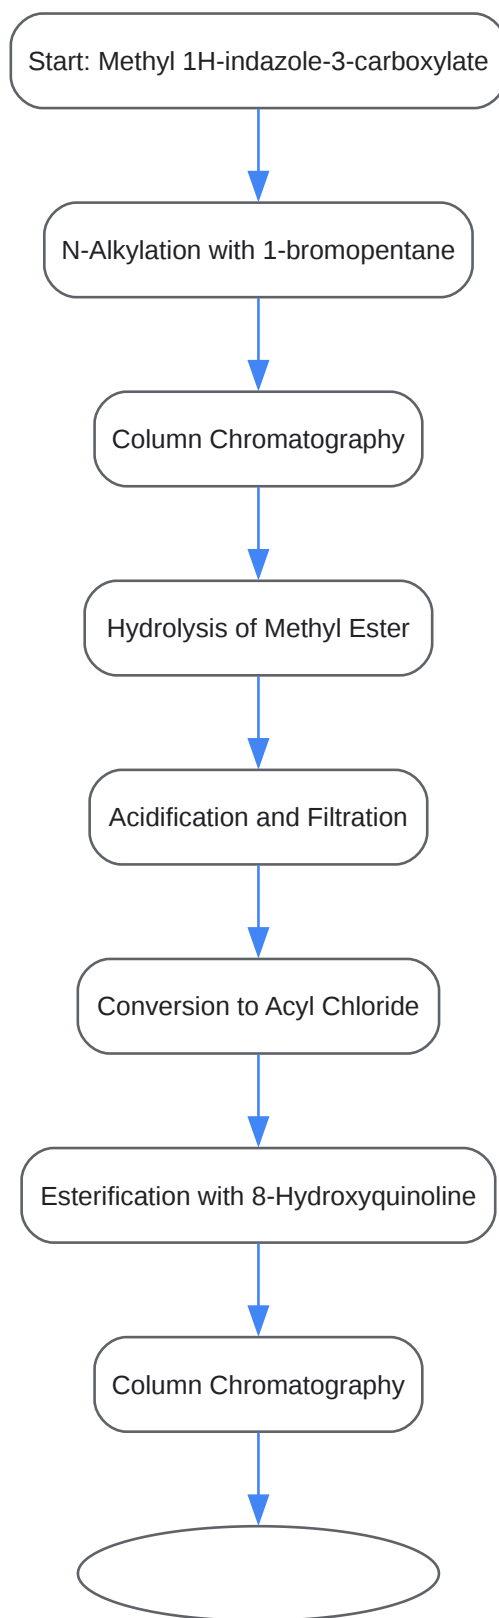 Start: Methyl 1H-indazole-3-carboxylate
N-Alkylation with 1-bromopentane
Column Chromatography
Hydrolysis of Methyl Ester
Acidification and Filtration
Conversion to Acyl Chloride
Esterification with 8-Hydroxyquinoline
Column Chromatography